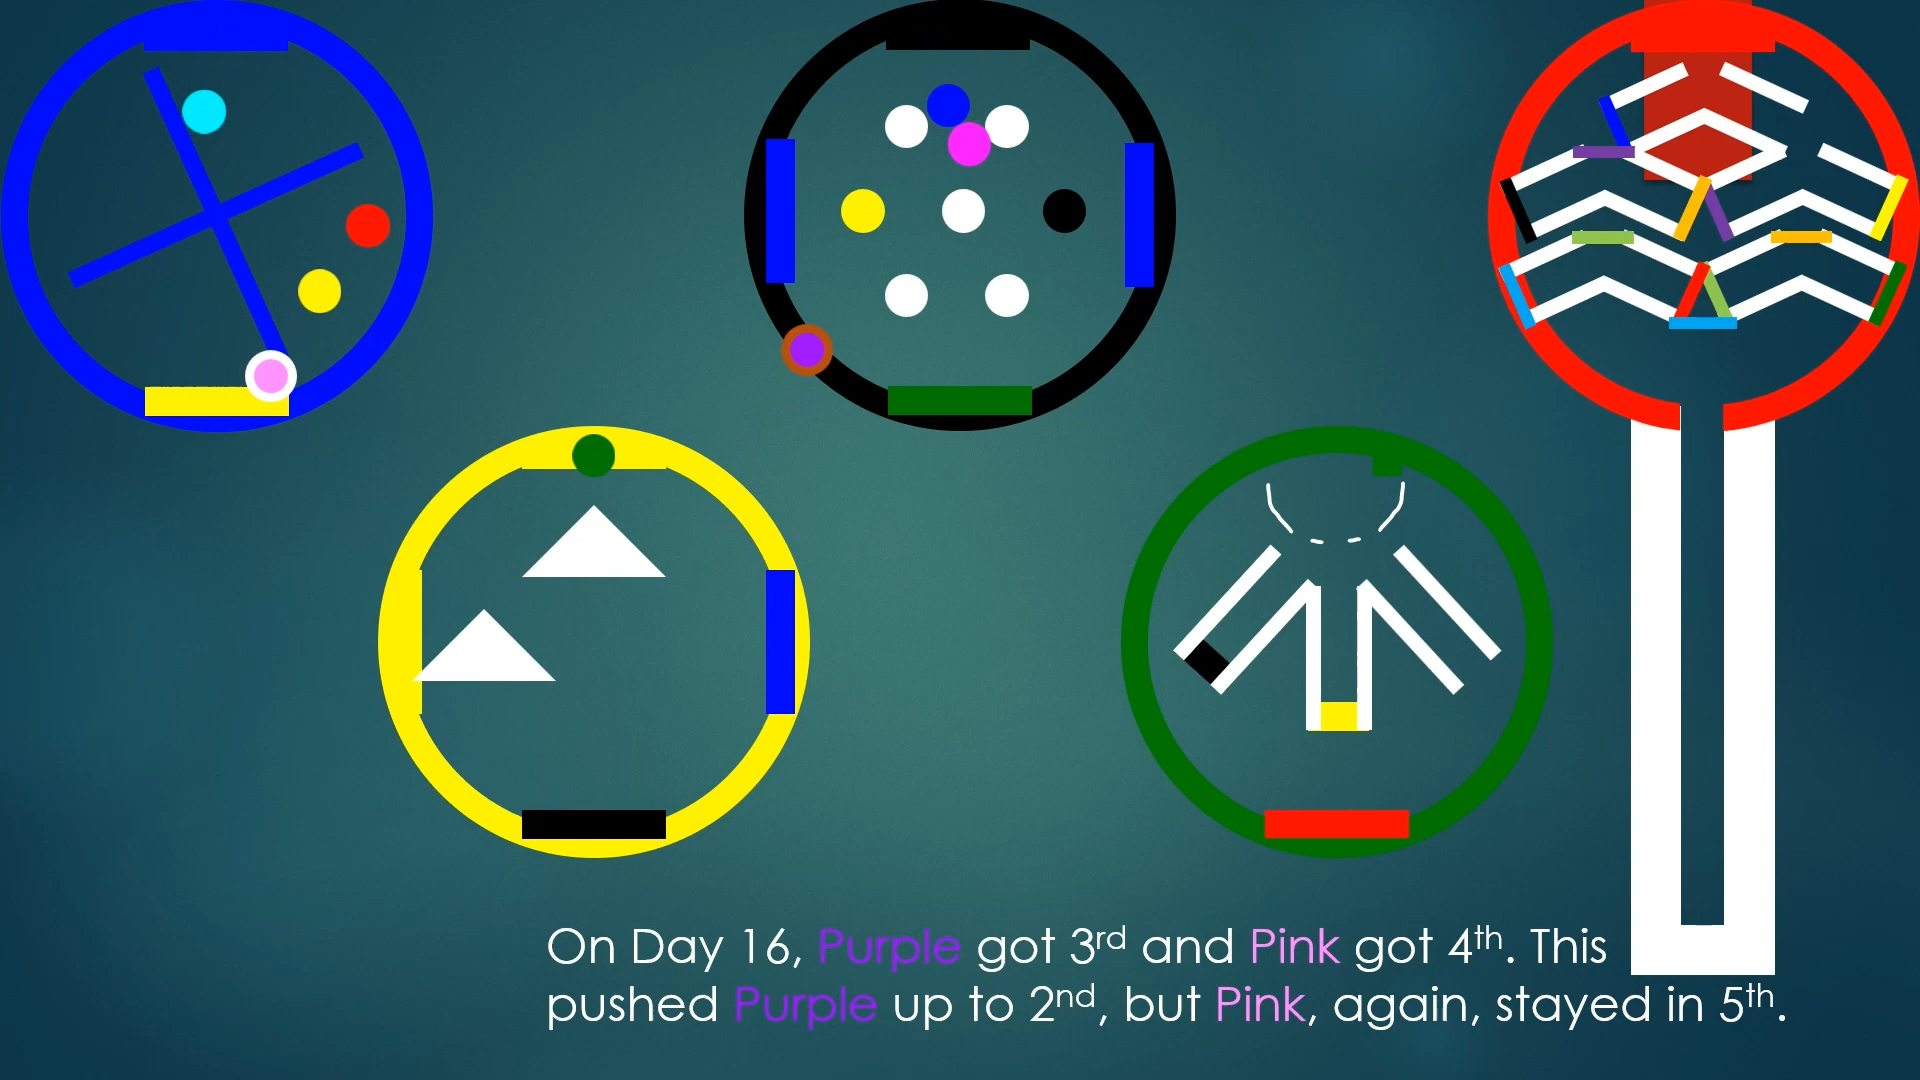 On Day 16, Purple got 3rd and Pink got 4th. This
pushed Purple up to 2nd, but Pink, again, stayed in 5th.